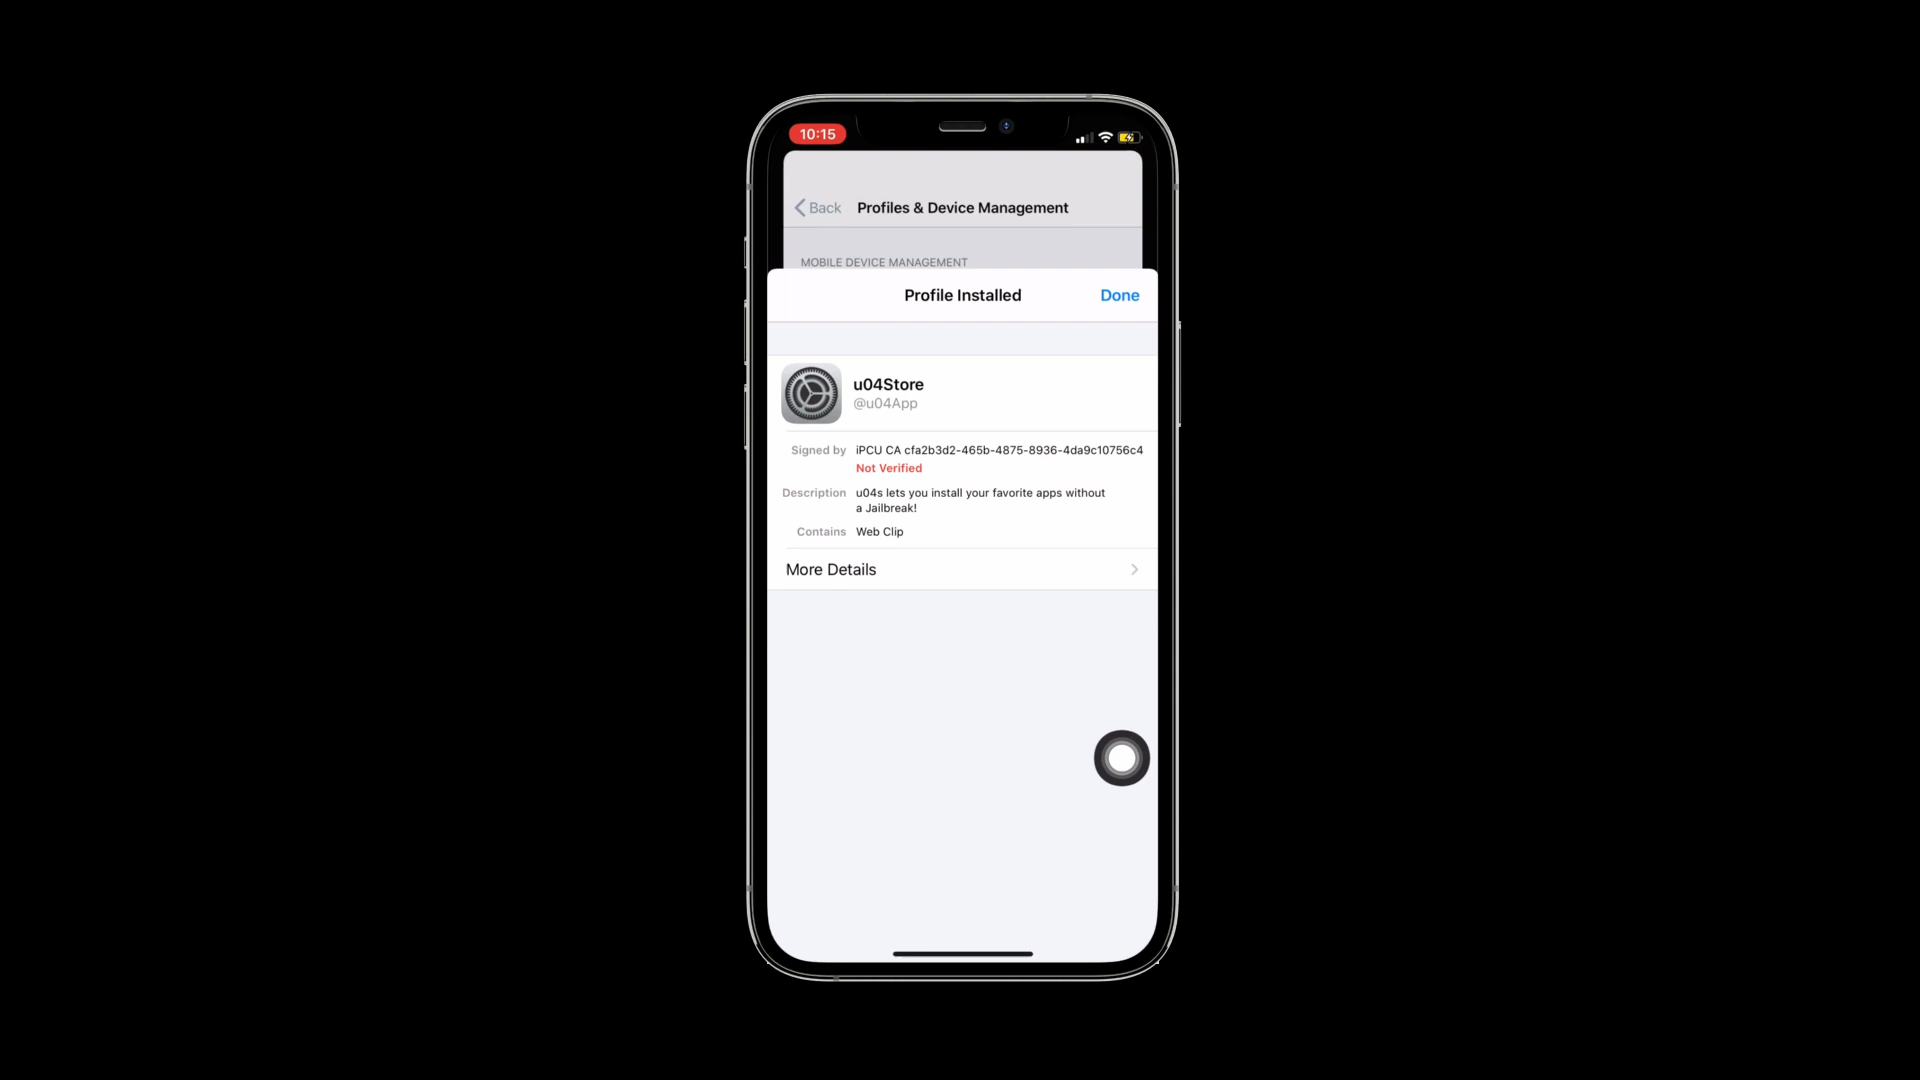 10:15
Back Profiles & Device Management
MOBILE DEVICE MANAGEMENT
Profile Installed Done
u04Store
@u04App
Signed by iPCU CA cfa2b3d2-465b-4875-8936-4da9c10756c4
Not Verified
Description u04s lets you install your favorite apps without
a Jailbreak!
Contains Web Clip
More Details